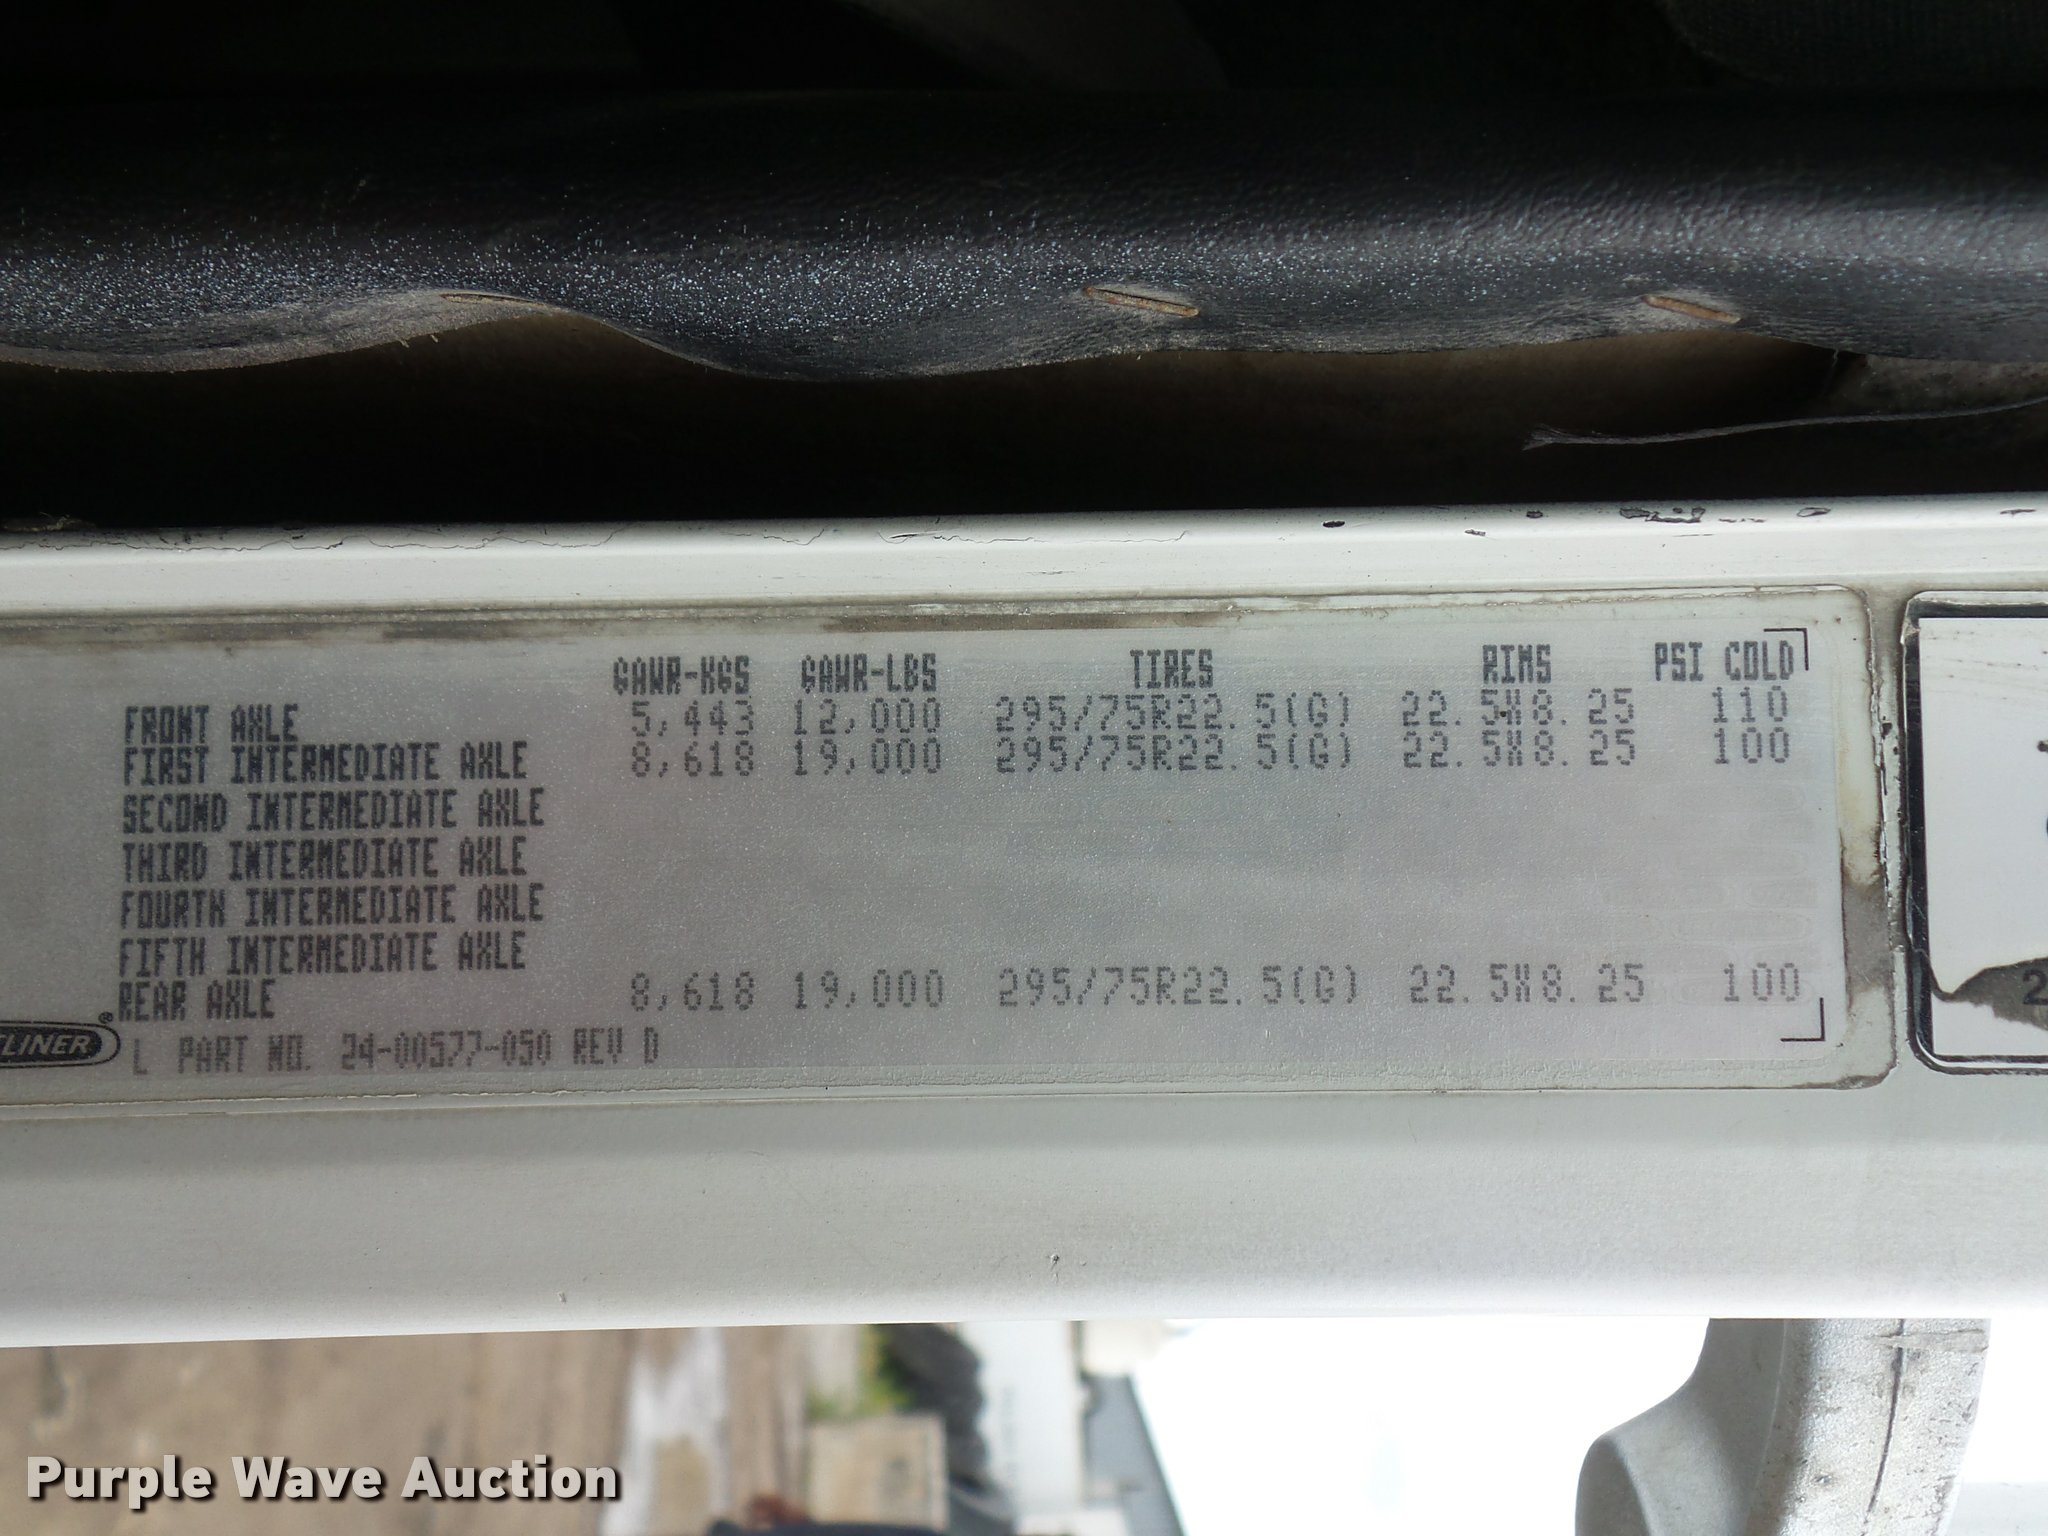 GAWR-KGS GAWR-LBS TIRES RIMS PSI COLD
FRONT AXLE 5,443 12,000 295/75R22.5(G) 22.5X8.25 110
FIRST INTERMEDIATE AXLE 8,618 19,000 295/75R22.5(G) 22.5X8.25 100
SECOND INTERMEDIATE AXLE
THIRD INTERMEDIATE AXLE
FOURTH INTERMEDIATE AXLE
FIFTH INTERMEDIATE AXLE
REAR AXLE 8,618 19,000 295/75R22.5(G) 22.5X8.25 100
TLINER®
L PART NO. 24-00577-050 REV D
2
Purple Wave Auction